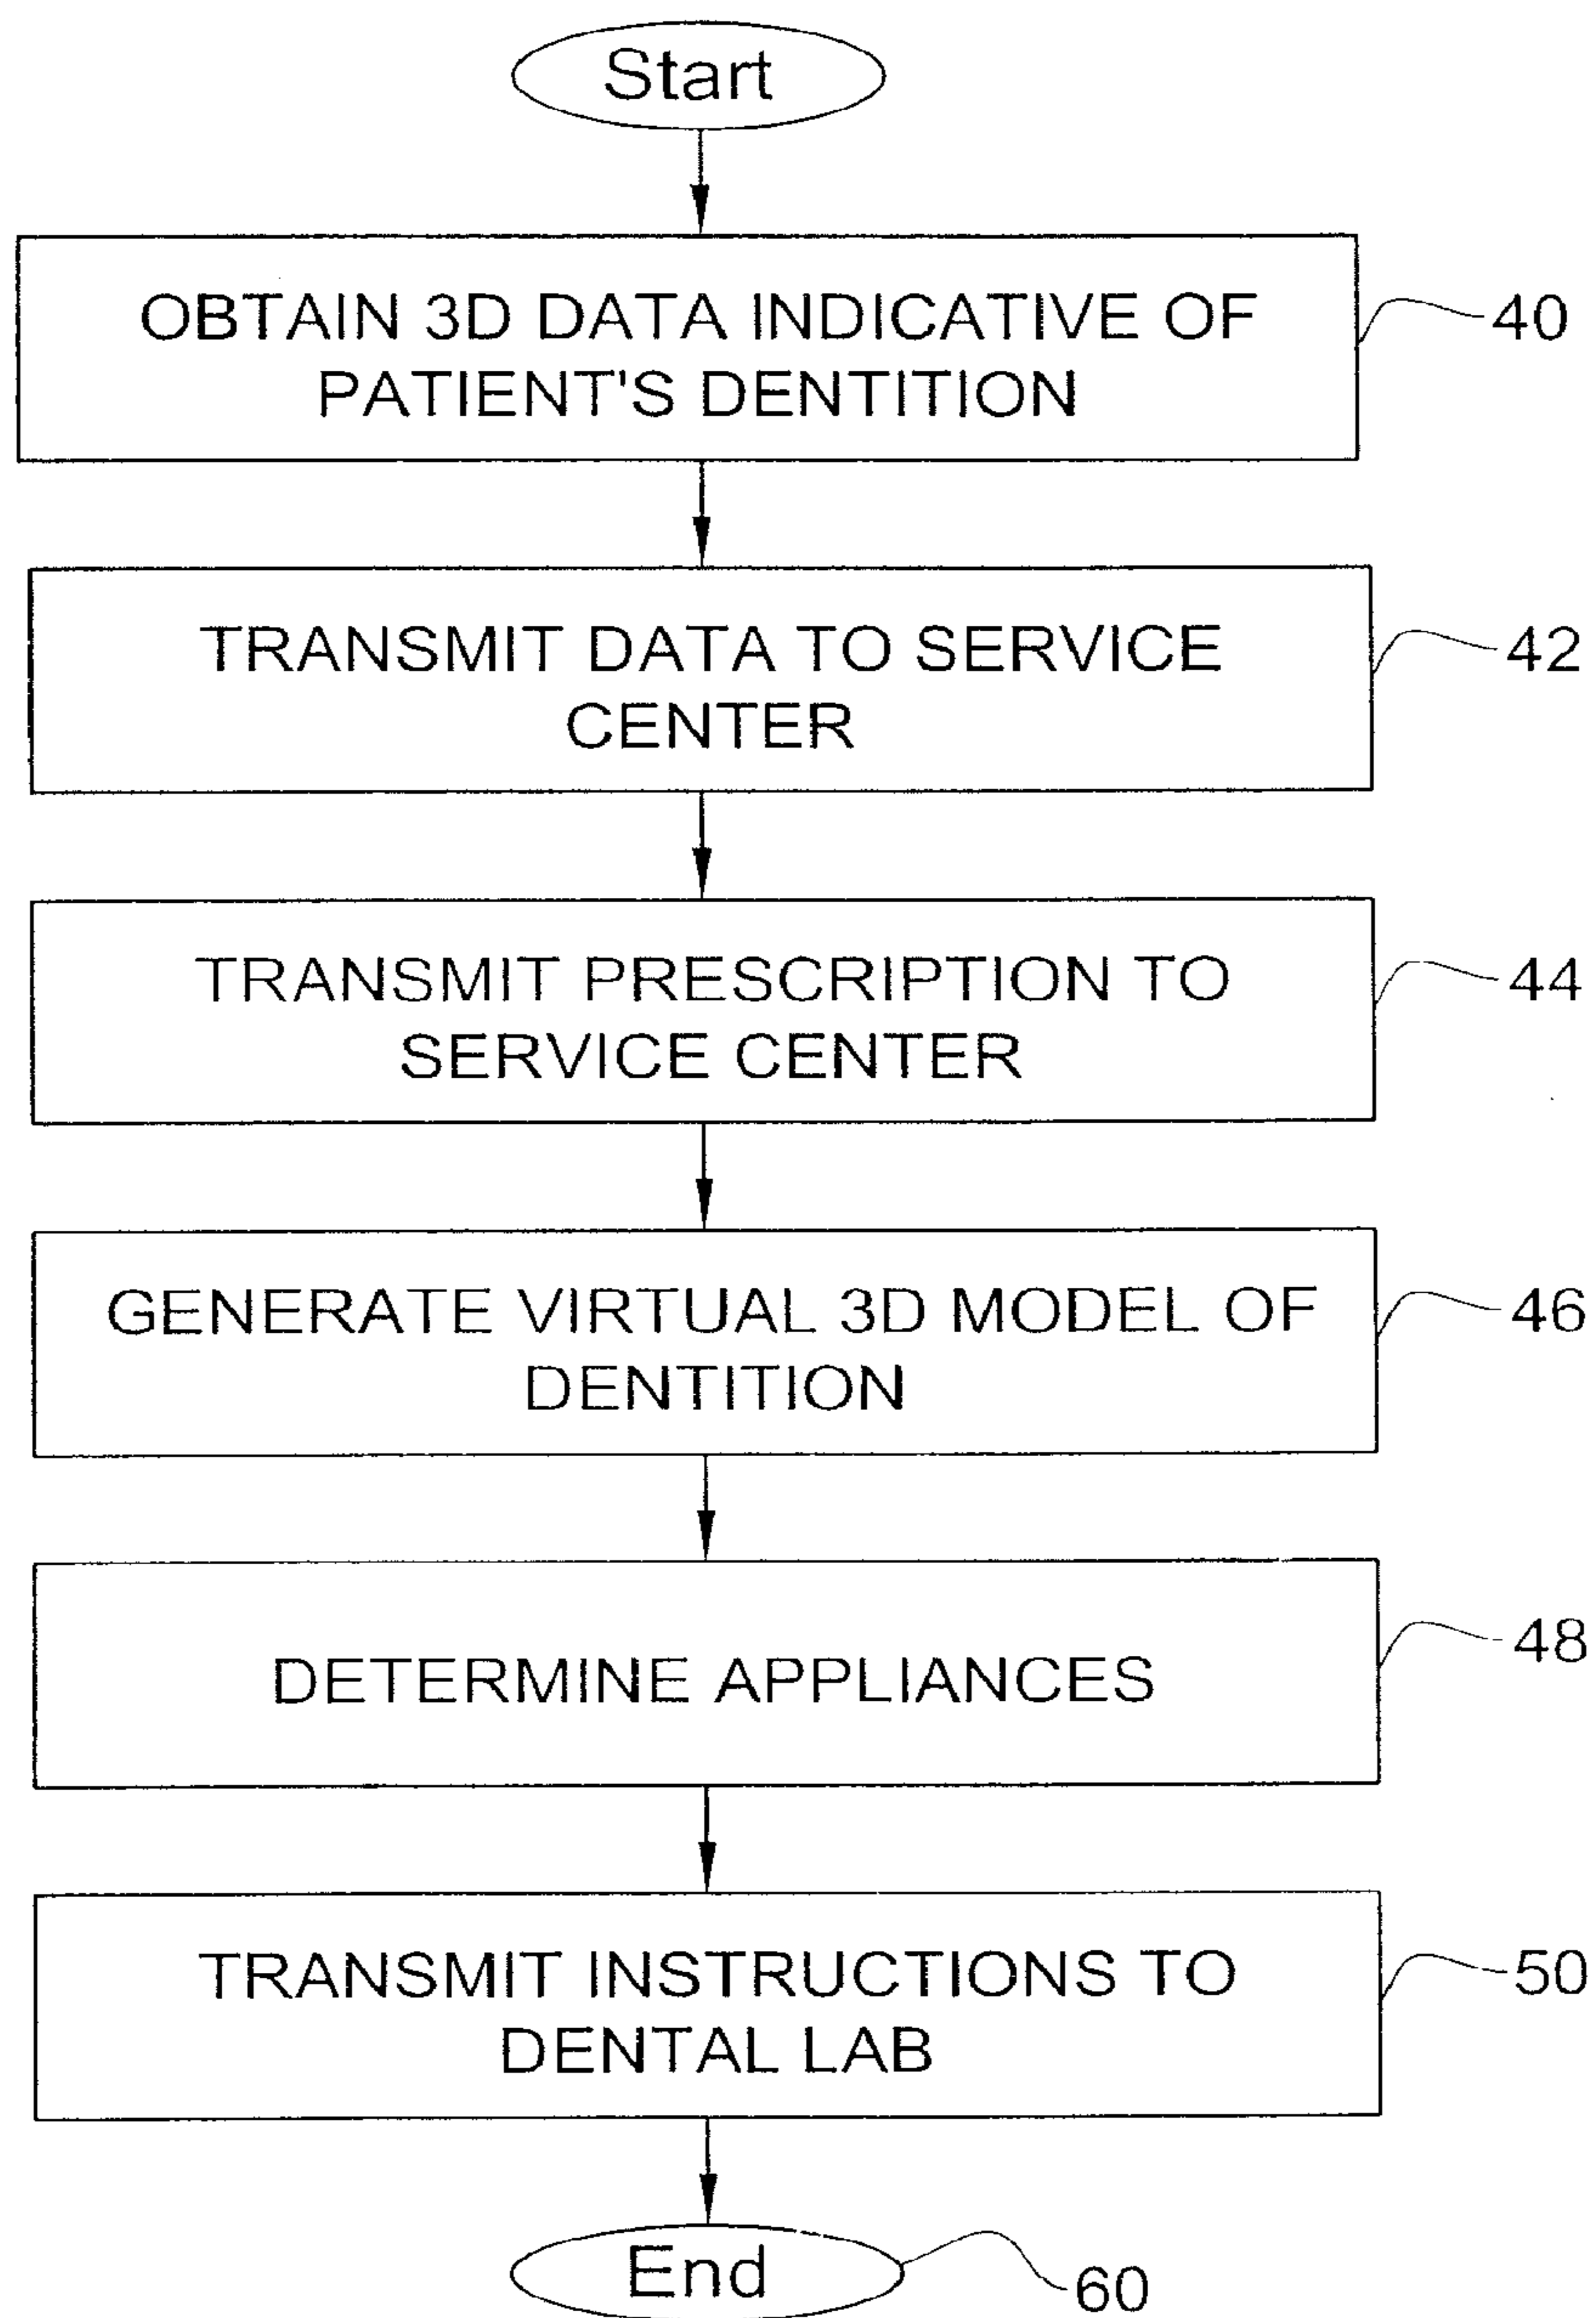 Start
OBTAIN 3D DATA INDICATIVE OF
PATIENT'S DENTITION
40
TRANSMIT DATA TO SERVICE
CENTER
42
TRANSMIT PRESCRIPTION TO
SERVICE CENTER
44
GENERATE VIRTUAL 3D MODEL OF
DENTITION
46
DETERMINE APPLIANCES
48
TRANSMIT INSTRUCTIONS TO
DENTAL LAB
50
End
60